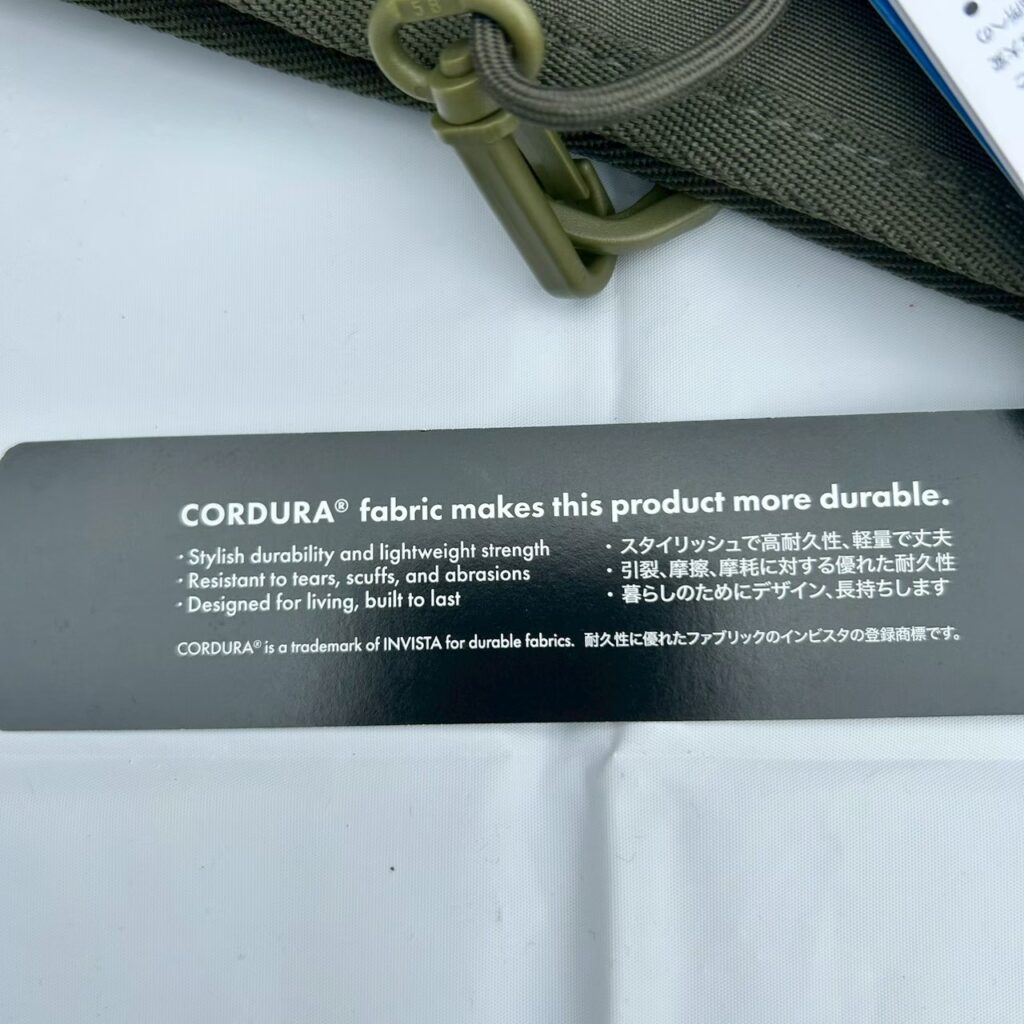 58
CORDURA® fabric makes this product more durable.
· Stylish durability and lightweight strength
· Resistant to tears, scuffs, and abrasions
· Designed for living, built to last
· スタイリッシュで高耐久性、軽量で丈夫
· 引裂、摩擦、摩耗に対する優れた耐久性
· 暮らしのためにデザイン、長持ちします
CORDURA® is a trademark of INVISTA for durable fabrics. 耐久性に優れたファブリックのインビスタの登録商標です。